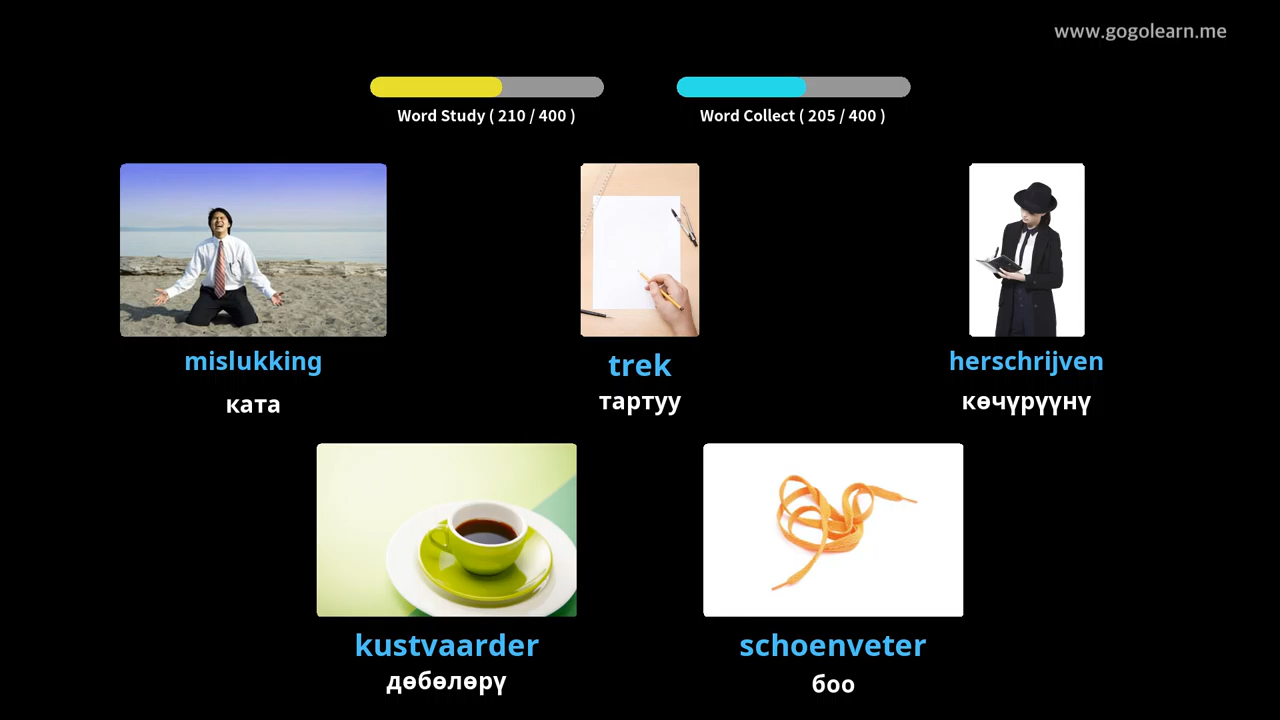 www.gogolearn.me
Word Study ( 210 / 400 )
Word Collect ( 205 / 400 )
mislukking
trek
herschrijven
ката
тартуу
көчүрүүнү
kustvaarder
schoenveter
дөбөлөрү
боо